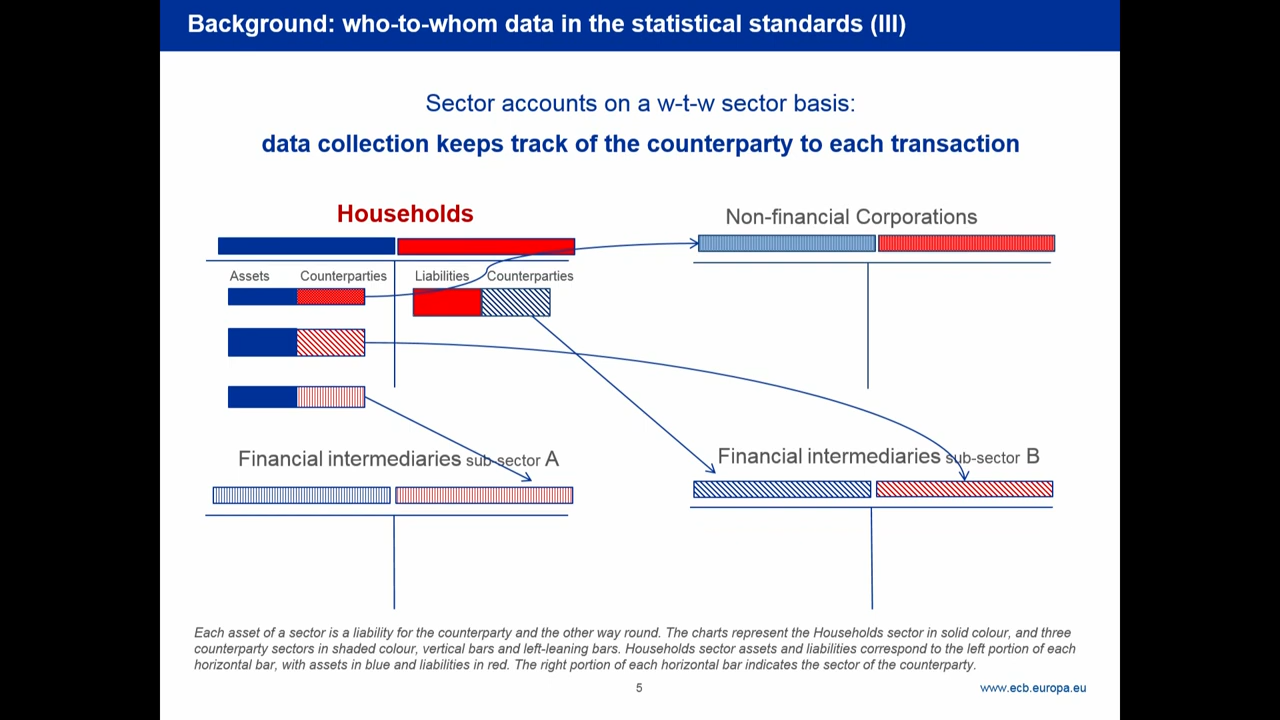 Background: who-to-whom data in the statistical standards (III)
Sector accounts on a w-t-w sector basis:
data collection keeps track of the counterparty to each transaction
Households
Non-financial Corporations
Assets
Counterparties
Liabilities
Counterparties
Financial intermediaries sub-sector A
Financial intermediaries sub-sector B
Each asset of a sector is a liability for the counterparty and the other way round. The charts represent the Households sector in solid colour, and three
counterparty sectors in shaded colour, vertical bars and left-leaning bars. Households sector assets and liabilities correspond to the left portion of each
horizontal bar, with assets in blue and liabilities in red. The right portion of each horizontal bar indicates the sector of the counterparty.
5
www.ecb.europa.eu